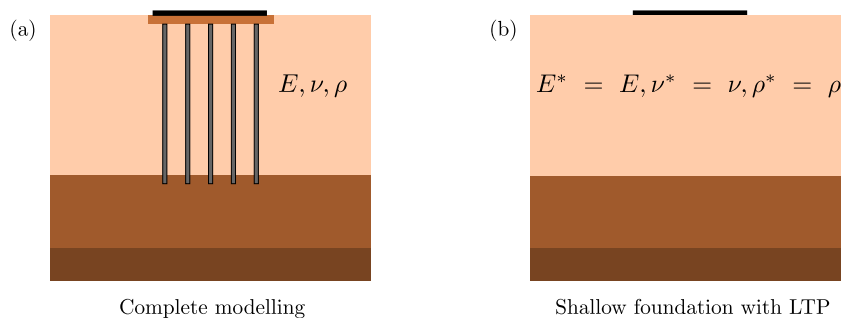 (a)
E, ν, ρ
Complete modelling
(b)
E* = E, ν* = ν, ρ* = ρ
Shallow foundation with LTP